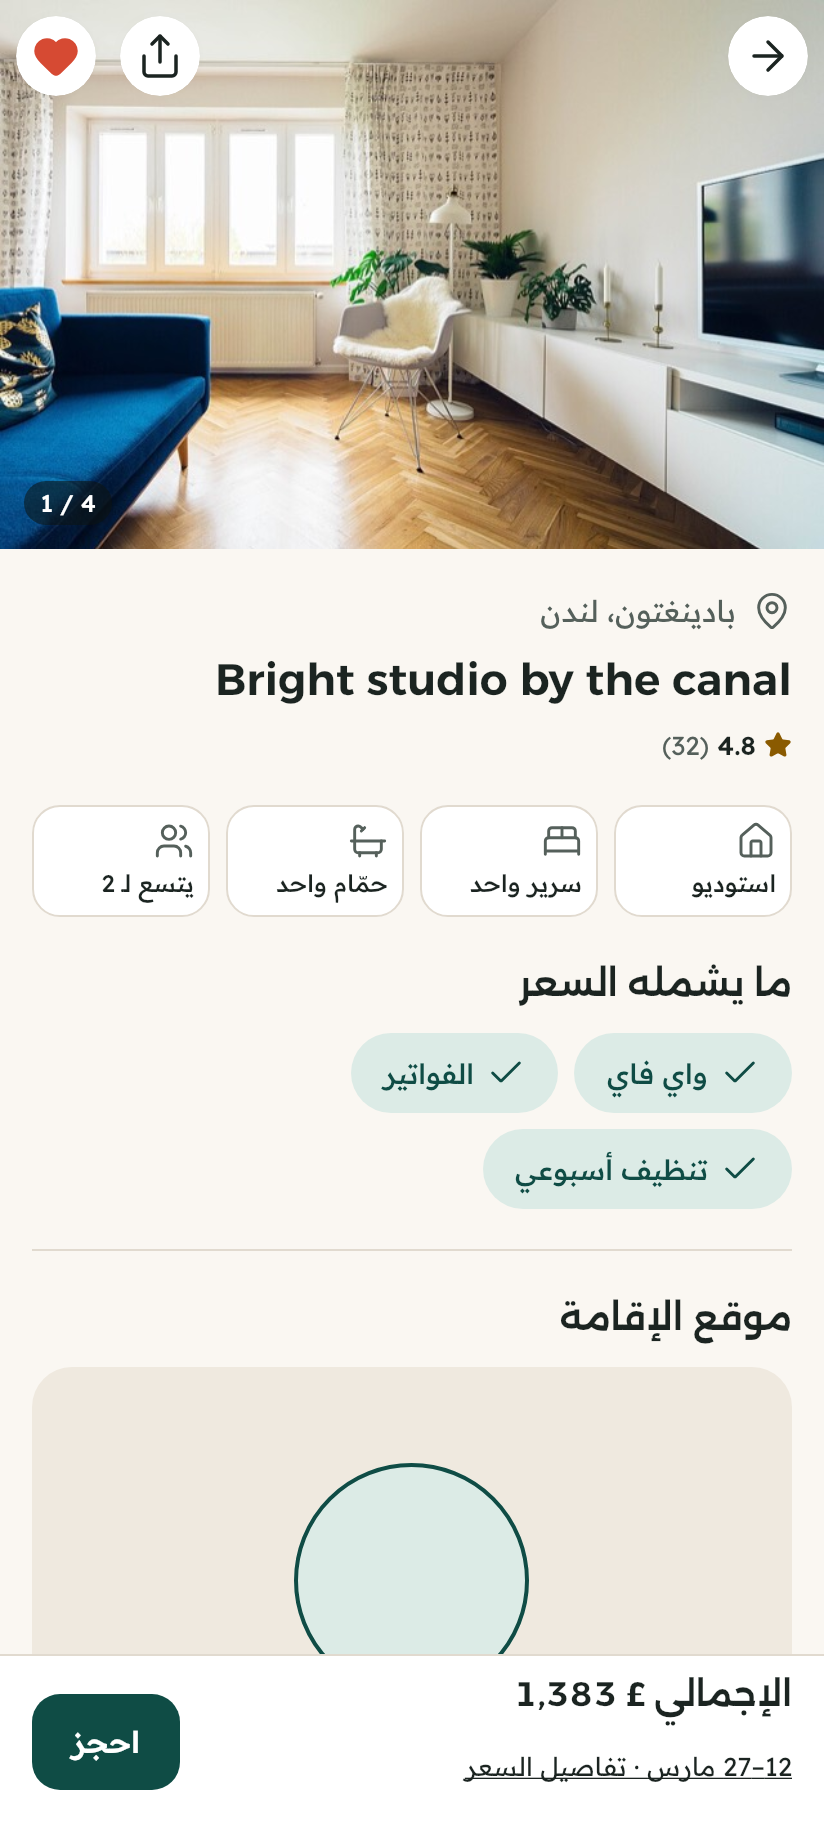 1 / 4
بادينغتون، لندن
Bright studio by the canal
4.8 (32)
استوديو
سرير واحد
حمّام واحد
يتسع لـ 2
ما يشمله السعر
واي فاي
الفواتير
تنظيف أسبوعي
موقع الإقامة
الإجمالي £ 1,383
12–27 مارس · تفاصيل السعر
احجز